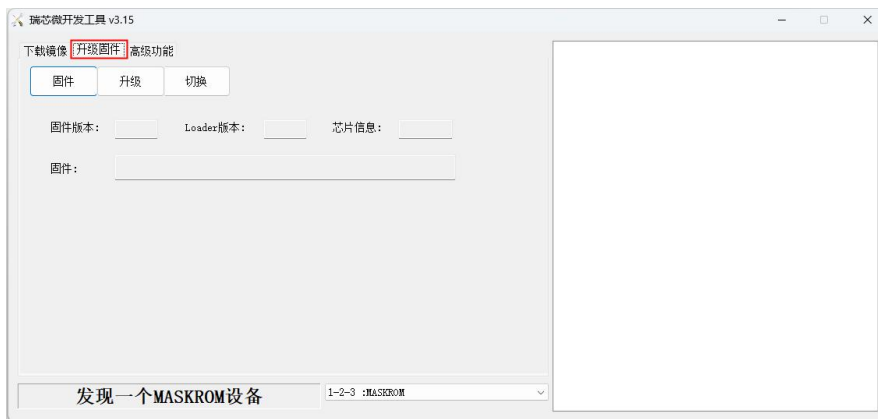 瑞芯微开发工具 v3.15
下载镜像 升级固件 高级功能
固件 升级 切换
固件版本: Loader版本: 芯片信息:
固件:
发现一个MASKROM设备 1-2-3 :MASKROM